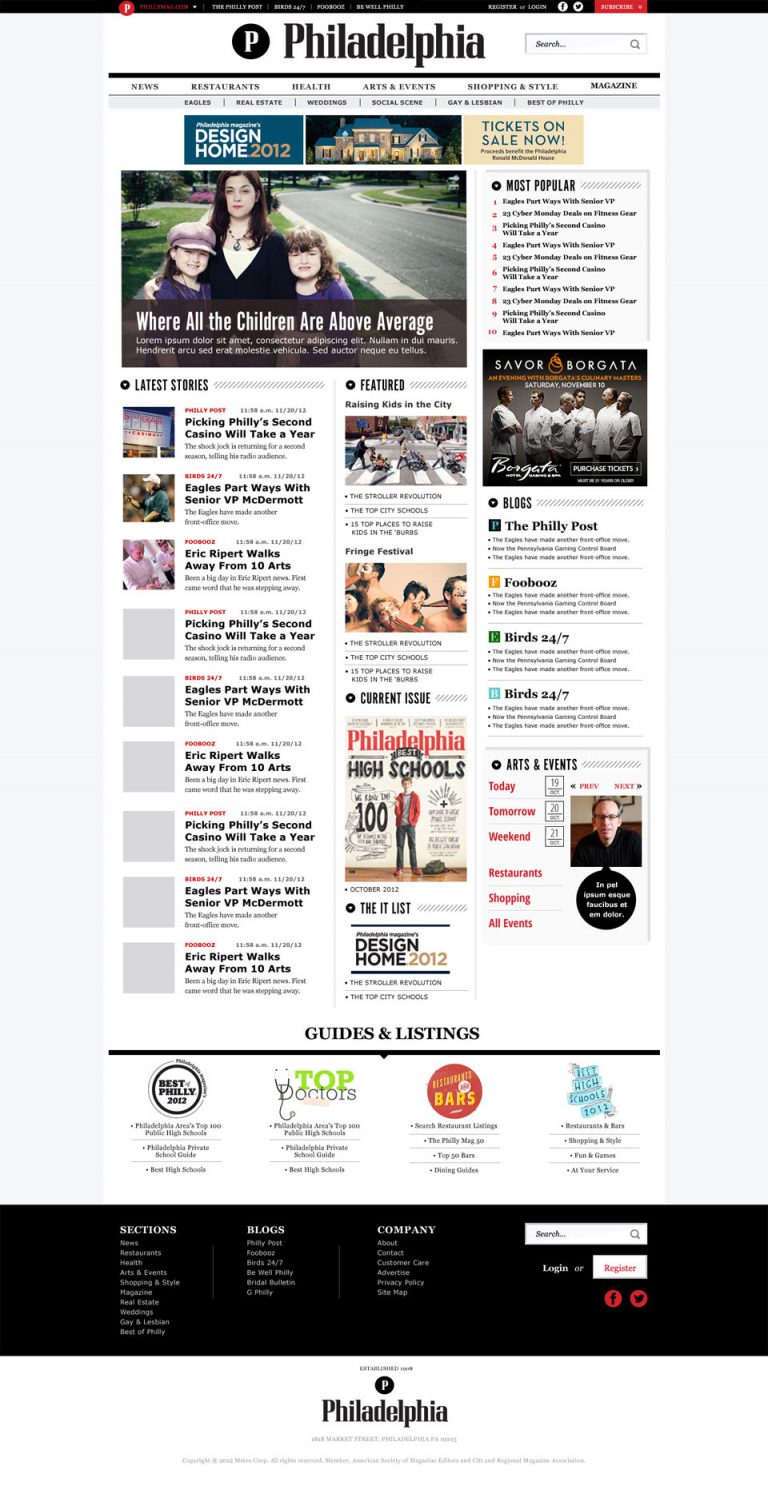 PHILLYMAG.COM
THE PHILLY POST
BIRDS 24/7
FOOBOOZ
BE WELL PHILLY
REGISTER or LOGIN
SUBSCRIBE
P Philadelphia
Search...
NEWS
RESTAURANTS
HEALTH
ARTS & EVENTS
SHOPPING & STYLE
MAGAZINE
EAGLES
REAL ESTATE
WEDDINGS
SOCIAL SCENE
GAY & LESBIAN
BEST OF PHILLY
Philadelphia magazine's
DESIGN
HOME.2012
TICKETS ON
SALE NOW!
Proceeds benefit the Philadelphia
Ronald McDonald House
Where All the Children Are Above Average
Lorem ipsum dolor sit amet, consectetur adipiscing elit. Nullam in dui mauris.
Hendrerit arcu sed erat molestie vehicula. Sed auctor neque eu tellus.
LATEST STORIES
SUGAR
CASINO
PHILLY POST 11:58 a.m. 11/20/12
Picking Philly's Second
Casino Will Take a Year
The shock jock is returning for a second
season, telling his radio audience.
BIRDS 24/7 11:58 a.m. 11/20/12
Eagles Part Ways With
Senior VP McDermott
The Eagles have made another
front-office move.
FOOBOOZ 11:58 a.m. 11/20/12
Eric Ripert Walks
Away From 10 Arts
Been a big day in Eric Ripert news. First
came word that he was stepping away.
PHILLY POST 11:58 a.m. 11/20/12
Picking Philly's Second
Casino Will Take a Year
The shock jock is returning for a second
season, telling his radio audience.
BIRDS 24/7 11:58 a.m. 11/20/12
Eagles Part Ways With
Senior VP McDermott
The Eagles have made another
front-office move.
FOOBOOZ 11:58 a.m. 11/20/12
Eric Ripert Walks
Away From 10 Arts
Been a big day in Eric Ripert news. First
came word that he was stepping away.
PHILLY POST 11:58 a.m. 11/20/12
Picking Philly's Second
Casino Will Take a Year
The shock jock is returning for a second
season, telling his radio audience.
BIRDS 24/7 11:58 a.m. 11/20/12
Eagles Part Ways With
Senior VP McDermott
The Eagles have made another
front-office move.
FOOBOOZ 11:58 a.m. 11/20/12
Eric Ripert Walks
Away From 10 Arts
Been a big day in Eric Ripert news. First
came word that he was stepping away.
FEATURED
Raising Kids in the City
• THE STROLLER REVOLUTION
• THE TOP CITY SCHOOLS
• 15 TOP PLACES TO RAISE
KIDS IN THE 'BURBS
Fringe Festival
• THE STROLLER REVOLUTION
• THE TOP CITY SCHOOLS
• 15 TOP PLACES TO RAISE
KIDS IN THE 'BURBS
CURRENT ISSUE
Philadelphia
BEST
HIGH SCHOOLS
WE RANK 'EM!
100
• OCTOBER 2012
THE IT LIST
Philadelphia magazine's
DESIGN
HOME.2012
• THE STROLLER REVOLUTION
• THE TOP CITY SCHOOLS
MOST POPULAR
1 Eagles Part Ways With Senior VP
2 23 Cyber Monday Deals on Fitness Gear
3 Picking Philly's Second Casino
Will Take a Year
4 Eagles Part Ways With Senior VP
5 23 Cyber Monday Deals on Fitness Gear
6 Picking Philly's Second Casino
Will Take a Year
7 Eagles Part Ways With Senior VP
8 23 Cyber Monday Deals on Fitness Gear
9 Picking Philly's Second Casino
Will Take a Year
10 Eagles Part Ways With Senior VP
SAVOR BORGATA
AN EVENING WITH BORGATA'S CULINARY MASTERS
SATURDAY, NOVEMBER 10
Borgata
HOTEL CASINO & SPA
PURCHASE TICKETS
MUST BE 21 YEARS OR OLDER
BLOGS
P The Philly Post
• The Eagles have made another front-office move.
• Now the Pennsylvania Gaming Control Board
• The Eagles have made another front-office move.
F Foobooz
• The Eagles have made another front-office move.
• Now the Pennsylvania Gaming Control Board
• The Eagles have made another front-office move.
E Birds 24/7
• The Eagles have made another front-office move.
• Now the Pennsylvania Gaming Control Board
• The Eagles have made another front-office move.
B Birds 24/7
• The Eagles have made another front-office move.
• Now the Pennsylvania Gaming Control Board
• The Eagles have made another front-office move.
ARTS & EVENTS
Today
19
OCT.
Tomorrow
20
OCT.
Weekend
21
OCT.
Restaurants
Shopping
All Events
« PREV NEXT »
In pel
ipsum esque
faucibus et
em dolor.
GUIDES & LISTINGS
Philadelphia magazine's
BEST of
PHILLY
2012
• Philadelphia Area's Top 100
Public High Schools
• Philadelphia Private
School Guide
• Best High Schools
TOP
Doctors
• Philadelphia Area's Top 100
Public High Schools
• Philadelphia Private
School Guide
• Best High Schools
RESTAURANTS
AND
BARS
• Search Restaurant Listings
• The Philly Mag 50
• Top 50 Bars
• Dining Guides
BEST
HIGH
SCHOOLS
2012
• Restaurants & Bars
• Shopping & Style
• Fun & Games
• At Your Service
SECTIONS
News
Restaurants
Health
Arts & Events
Shopping & Style
Magazine
Real Estate
Weddings
Gay & Lesbian
Best of Philly
BLOGS
Philly Post
Foobooz
Birds 24/7
Be Well Philly
Bridal Bulletin
G Philly
COMPANY
About
Contact
Customer Care
Advertise
Privacy Policy
Site Map
Search...
Login or Register
ESTABLISHED 1908
P
Philadelphia
1818 MARKET STREET, PHILADELPHIA PA 19103
Copyright © 2012 Metro Corp. All rights reserved. Member, American Society of Magazine Editors and Citt and Regional Magazine Association.